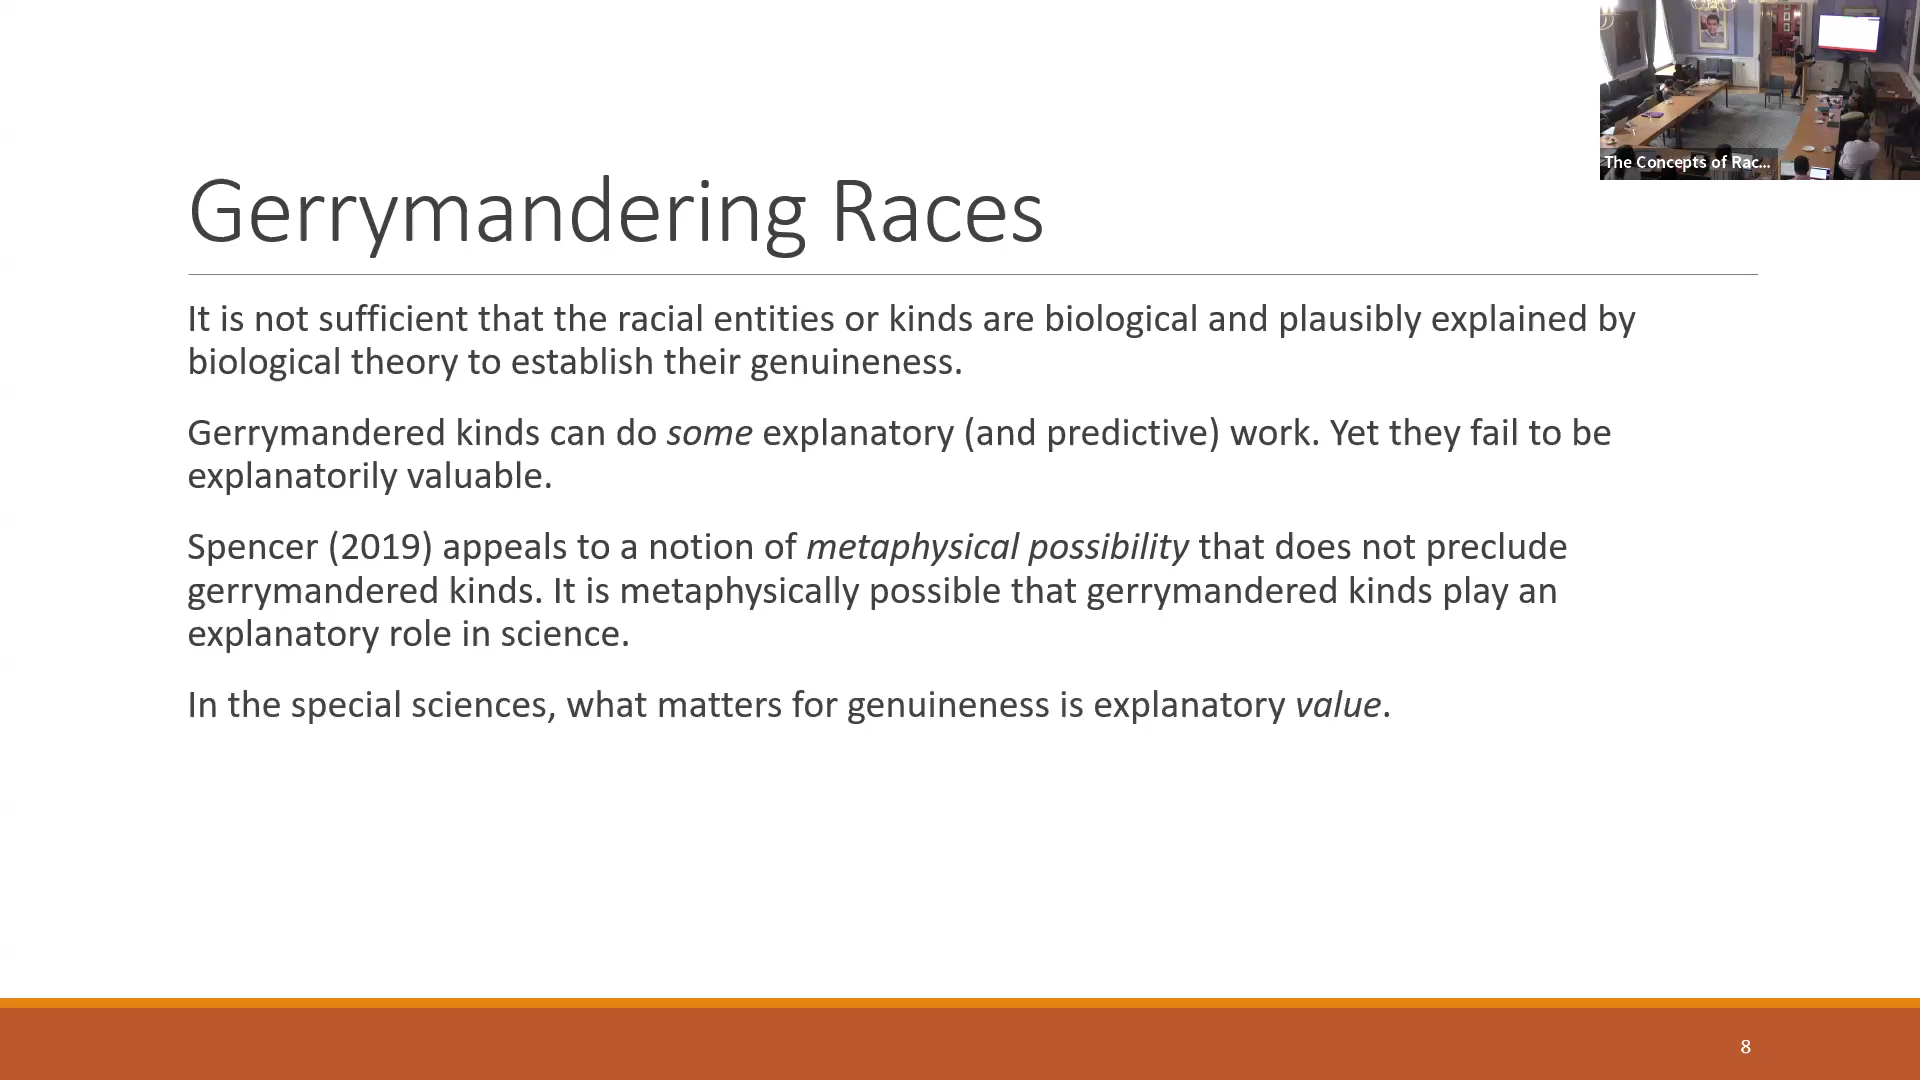 The Concepts of Rac...
Gerrymandering Races
It is not sufficient that the racial entities or kinds are biological and plausibly explained by
biological theory to establish their genuineness.
Gerrymandered kinds can do some explanatory (and predictive) work. Yet they fail to be
explanatorily valuable.
Spencer (2019) appeals to a notion of metaphysical possibility that does not preclude
gerrymandered kinds. It is metaphysically possible that gerrymandered kinds play an
explanatory role in science.
In the special sciences, what matters for genuineness is explanatory value.
8